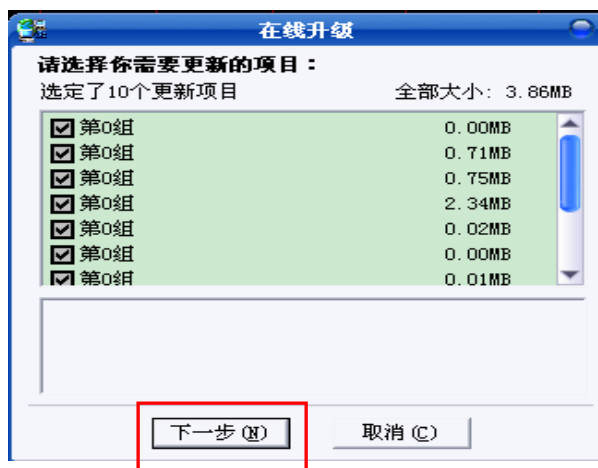 在线升级
请选择你需要更新的项目：
选定了10个更新项目 全部大小: 3.86MB
第0组 0.00MB
第0组 0.71MB
第0组 0.75MB
第0组 2.34MB
第0组 0.02MB
第0组 0.00MB
第0组 0.01MB
下一步(N) 取消(C)